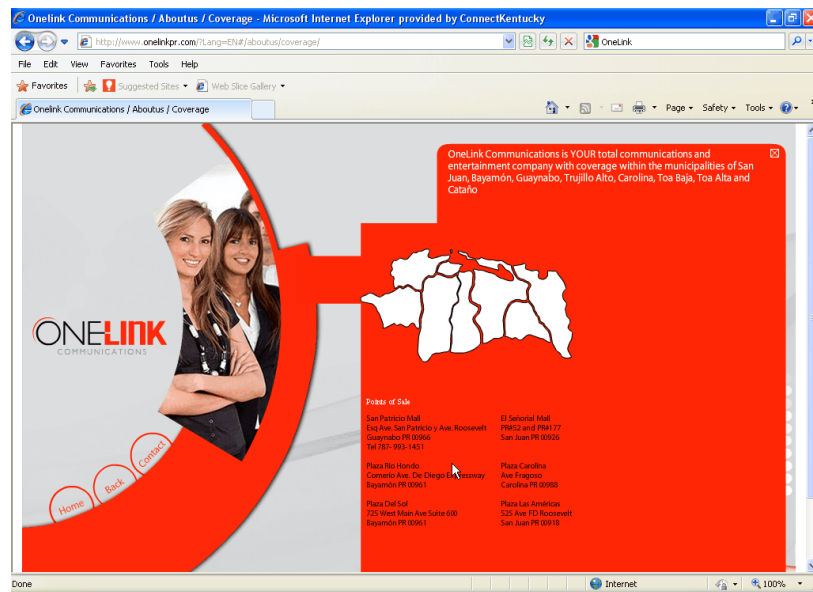 Onelink Communications / Aboutus / Coverage - Microsoft Internet Explorer provided by ConnectKentucky
http://www.onelinkpr.com/?Lang=EN#/aboutus/coverage/
OneLink
File Edit View Favorites Tools Help
Favorites Suggested Sites Web Slice Gallery
Onelink Communications / Aboutus / Coverage
Page Safety Tools
OneLink Communications is YOUR total communications and
entertainment company with coverage within the municipalities of San
Juan, Bayamón, Guaynabo, Trujillo Alto, Carolina, Toa Baja, Toa Alta and
Cataño
ONELINK
COMMUNICATIONS
Home
Back
Contact
Points of Sale
San Patricio Mall
Esq Ave. San Patricio y Ave. Roosevelt
Guaynabo PR 00966
Tel 787- 993-1451
El Señorial Mall
PR#52 and PR#177
San Juan PR 00926
Plaza Rio Hondo
Comerio Ave. De Diego Expressway
Bayamón PR 00961
Plaza Carolina
Ave Fragoso
Carolina PR 00988
Plaza Del Sol
725 West Main Ave Suite 600
Bayamón PR 00961
Plaza Las Américas
525 Ave FD Roosevelt
San Juan PR 00918
Done
Internet
100%